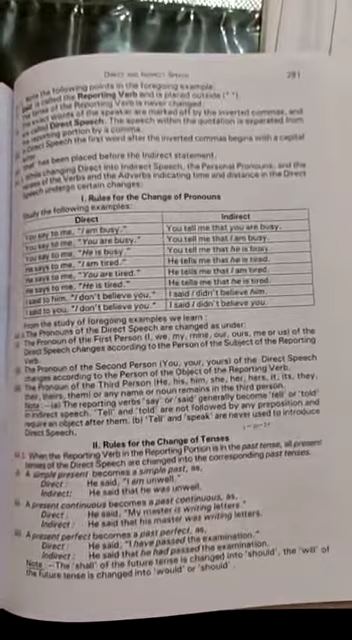 Direct and Indirect Speech 291
the following points in the foregoing example.
is called the Reporting Verb and is placed outside (" ").
the tense of the Reporting Verb is never changed.
words of the speaker are marked off by the inverted commas, and
called Direct Speech. The speech within the quotation is separated from
reporting portion by a comma.
Direct Speech the first word after the inverted commas begins with a capital
has been placed before the Indirect statement.
changing Direct into Indirect Speech, the Personal Pronouns, and the
of the Verbs and the Adverbs indicating time and distance in the Direct
Speech undergo certain changes.
I. Rules for the Change of Pronouns
Study the following examples:
Direct Indirect
You say to me, "I am busy." You tell me that you are busy.
You say to me, "You are busy." You tell me that I am busy.
You say to me, "He is busy." You tell me that he is busy.
He says to me, "I am tired." He tells me that he is tired.
He says to me, "You are tired." He tells me that I am tired.
He says to me, "He is tired." He tells me that he is tired.
I said to him, "I don't believe you." I said I didn't believe him.
I said to you, "I don't believe you." I said I didn't believe you.
From the study of foregoing examples we learn :
The Pronouns of the Direct Speech are changed as under:
The Pronoun of the First Person (I, we, my, mine, our, ours, me or us) of the
Direct Speech changes according to the Person of the Subject of the Reporting
Verb.
The Pronoun of the Second Person (You, your, yours) of the Direct Speech
changes according to the Person of the Object of the Reporting Verb.
The Pronoun of the Third Person (He, his, him, she, her, hers, it, its, they,
their, theirs, them) or any name or noun remains in the third person.
Note :—(a) The reporting verbs 'say' or 'said' generally become 'tell' or 'told'
in indirect speech. 'Tell' and 'told' are not followed by any preposition and
require an object after them. (b) 'Tell' and 'speak' are never used to introduce
Direct Speech.
II. Rules for the Change of Tenses
When the Reporting Verb in the Reporting Portion is in the past tense, all present
tenses of the Direct Speech are changed into the corresponding past tenses.
A simple present becomes a simple past, as,
Direct : He said, "I am unwell."
Indirect: He said that he was unwell.
A present continuous becomes a past continuous, as,
Direct : He said, "My master is writing letters."
Indirect : He said that his master was writing letters.
A present perfect becomes a past perfect, as,
Direct : He said, "I have passed the examination."
Indirect : He said that he had passed the examination.
Note :—The 'shall' of the future tense is changed into 'should', the 'will' of
the future tense is changed into 'would' or 'should'.